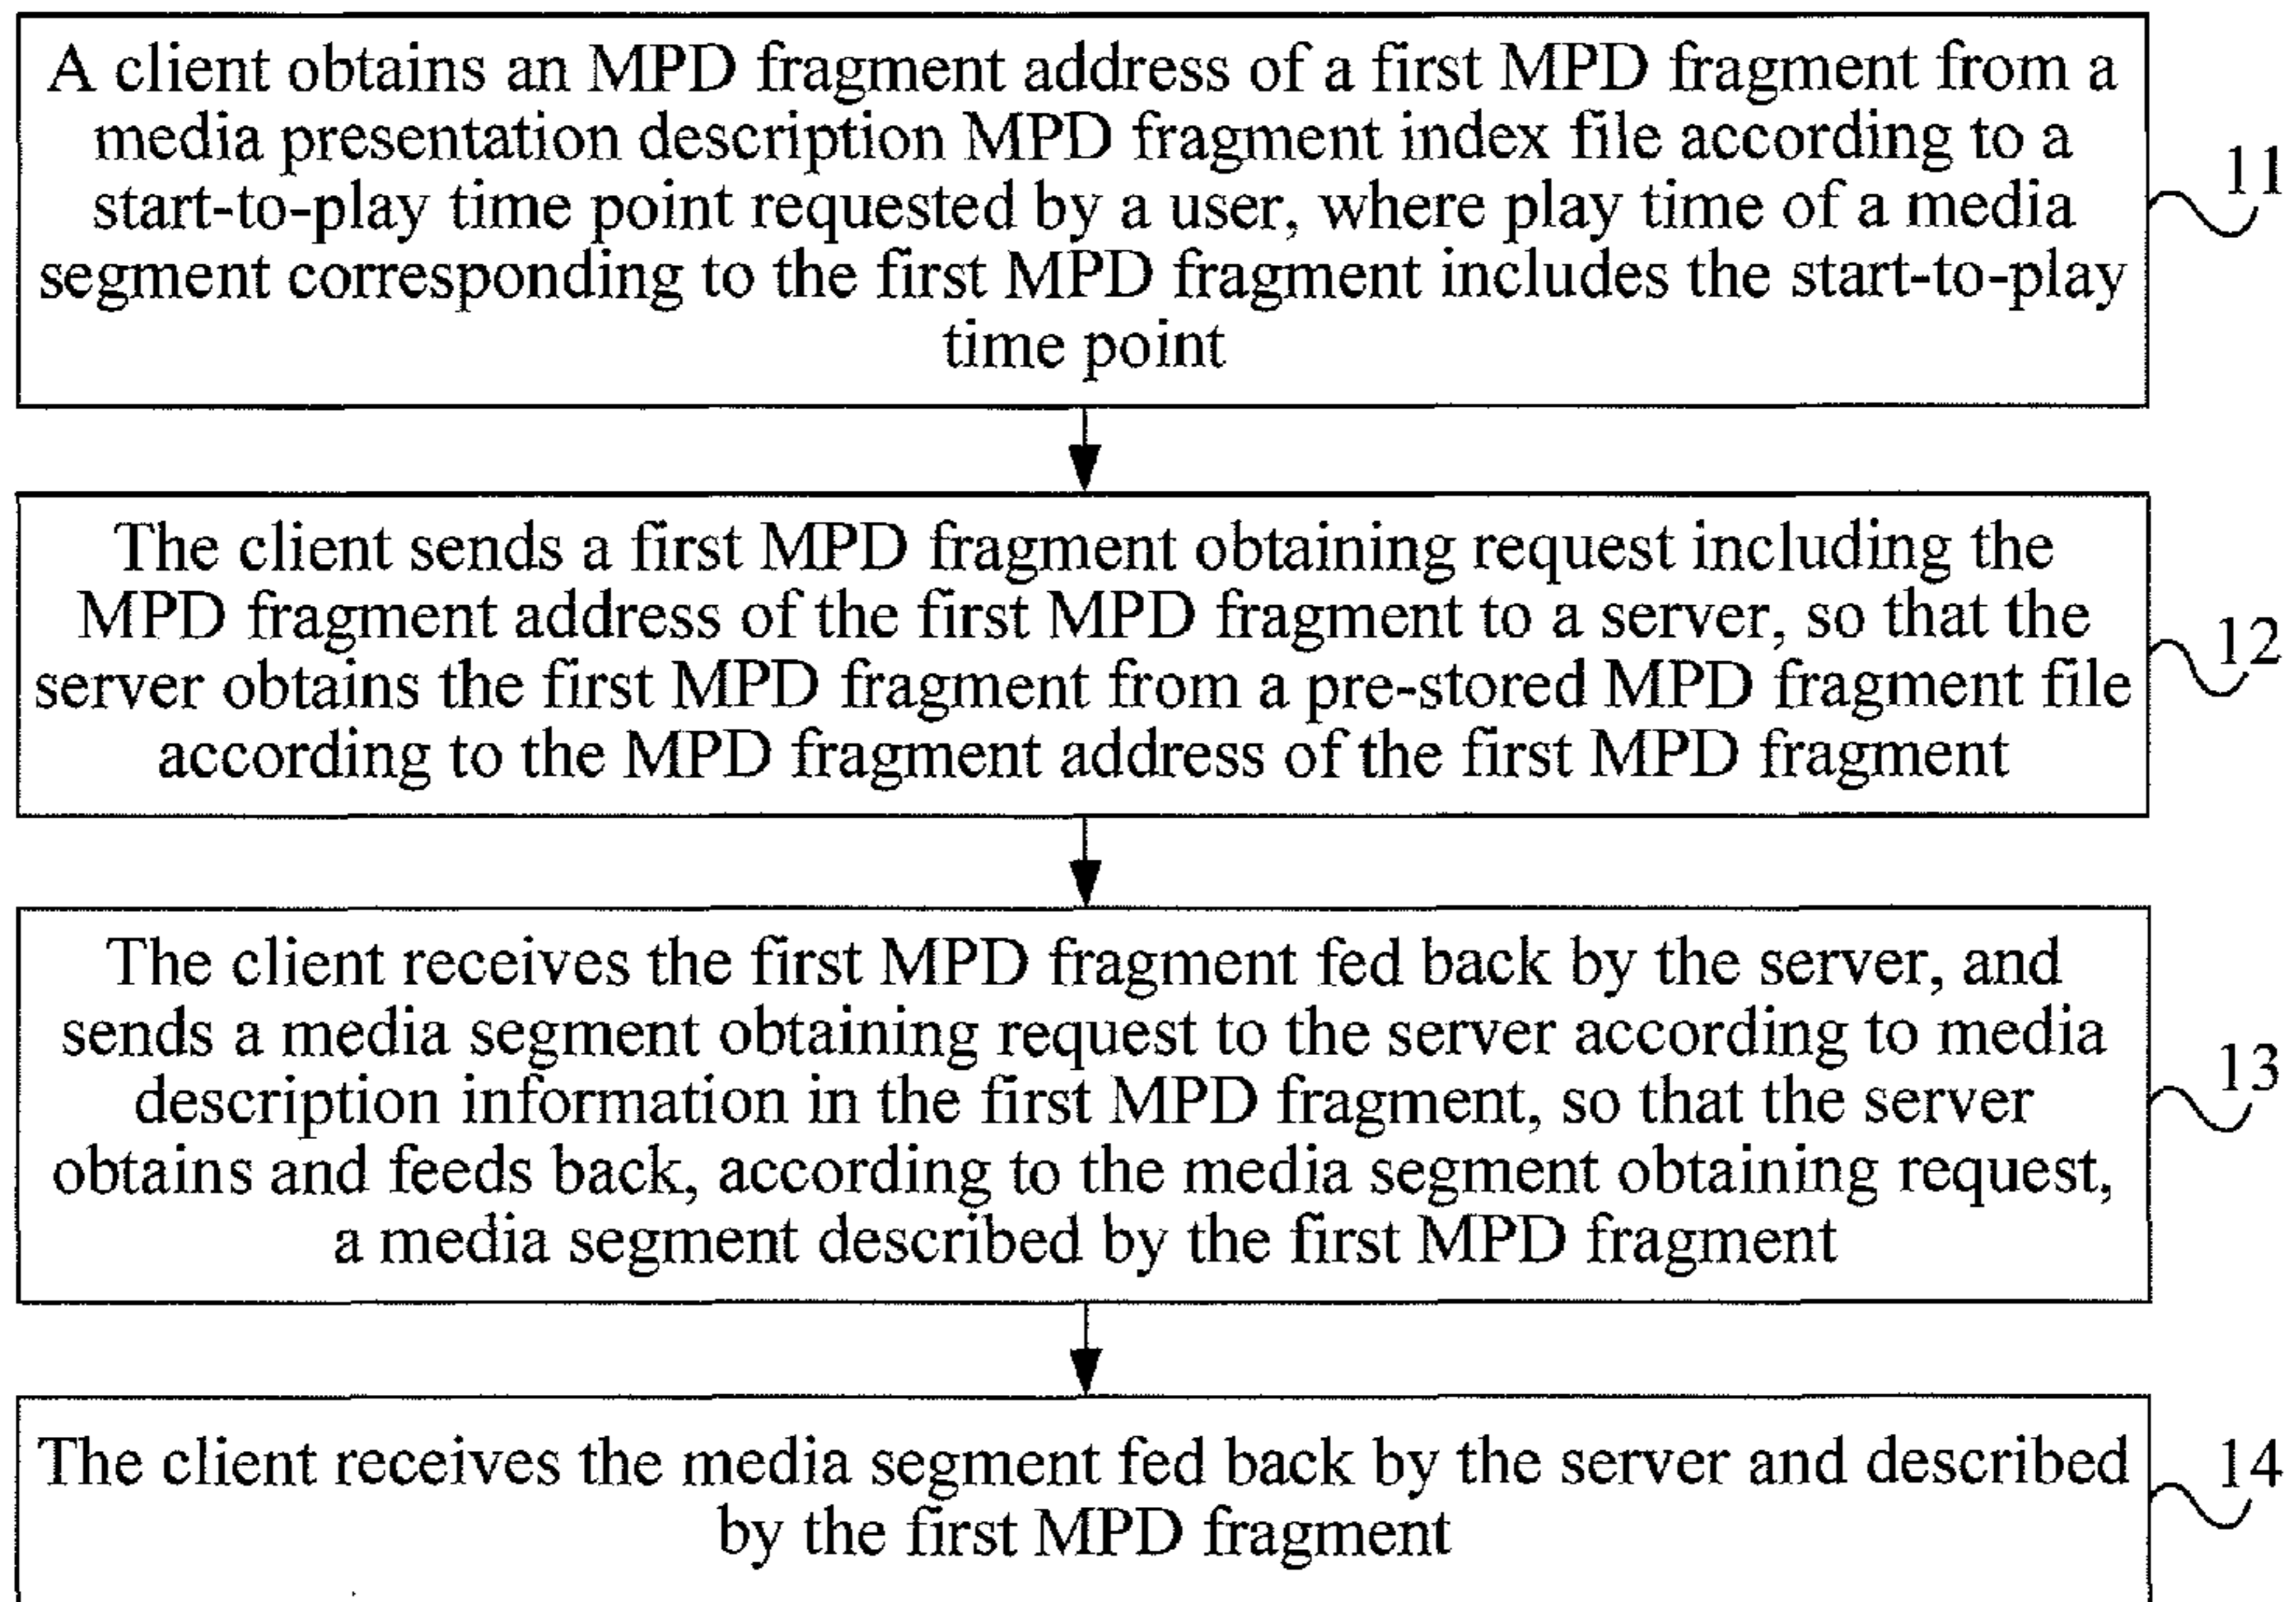 A client obtains an MPD fragment address of a first MPD fragment from a
media presentation description MPD fragment index file according to a
start-to-play time point requested by a user, where play time of a media
segment corresponding to the first MPD fragment includes the start-to-play
time point
11
The client sends a first MPD fragment obtaining request including the
MPD fragment address of the first MPD fragment to a server, so that the
server obtains the first MPD fragment from a pre-stored MPD fragment file
according to the MPD fragment address of the first MPD fragment
12
The client receives the first MPD fragment fed back by the server, and
sends a media segment obtaining request to the server according to media
description information in the first MPD fragment, so that the server
obtains and feeds back, according to the media segment obtaining request,
a media segment described by the first MPD fragment
13
The client receives the media segment fed back by the server and described
by the first MPD fragment
14